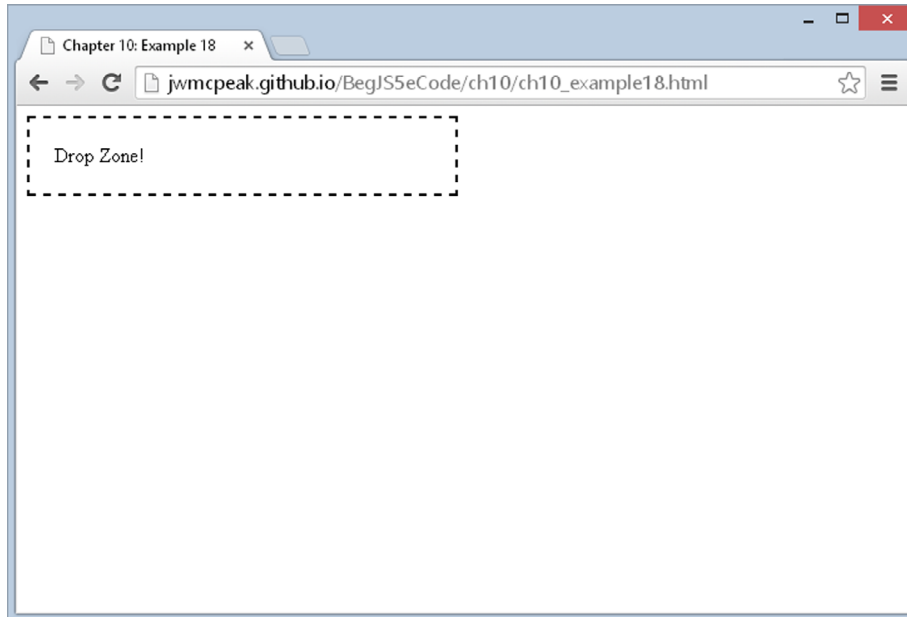 Chapter 10: Example 18
jwmcpeak.github.io/BegJS5eCode/ch10/ch10_example18.html
Drop Zone!